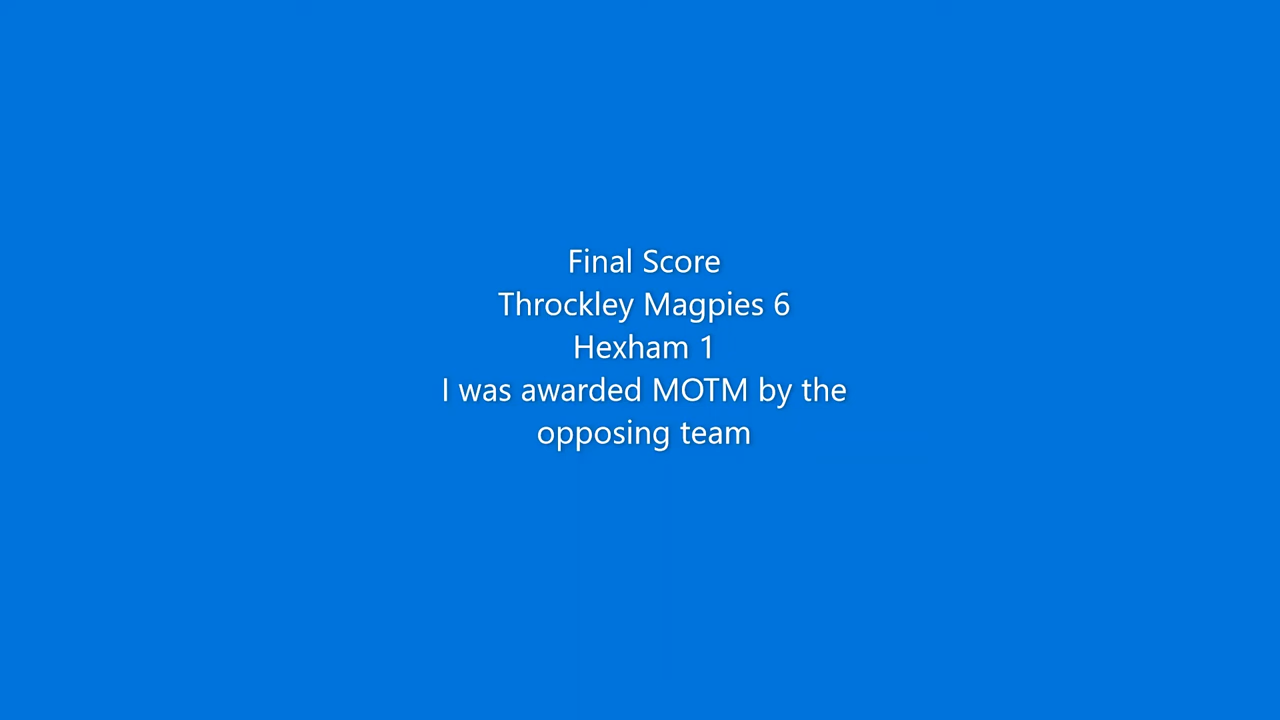 Final Score
Throckley Magpies 6
Hexham 1
I was awarded MOTM by the
opposing team